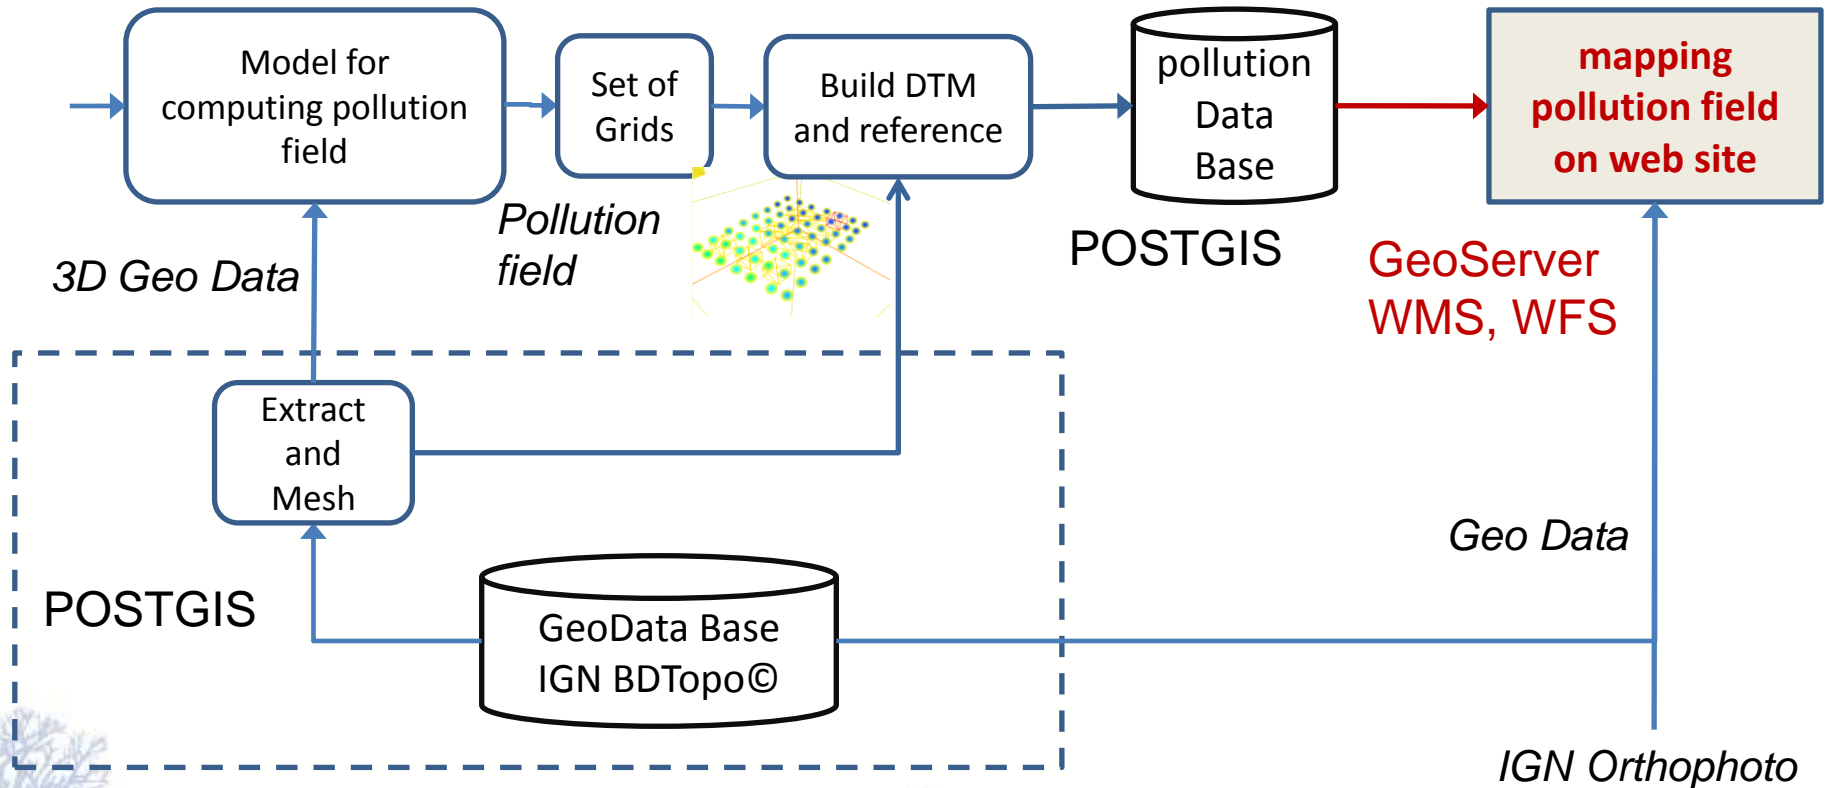 Model for
computing pollution
field
Set of
Grids
Build DTM
and reference
pollution
Data
Base
mapping
pollution field
on web site
Pollution
field
POSTGIS
GeoServer
WMS, WFS
3D Geo Data
Extract
and
Mesh
Geo Data
POSTGIS
GeoData Base
IGN BDTopo©
IGN Orthophoto